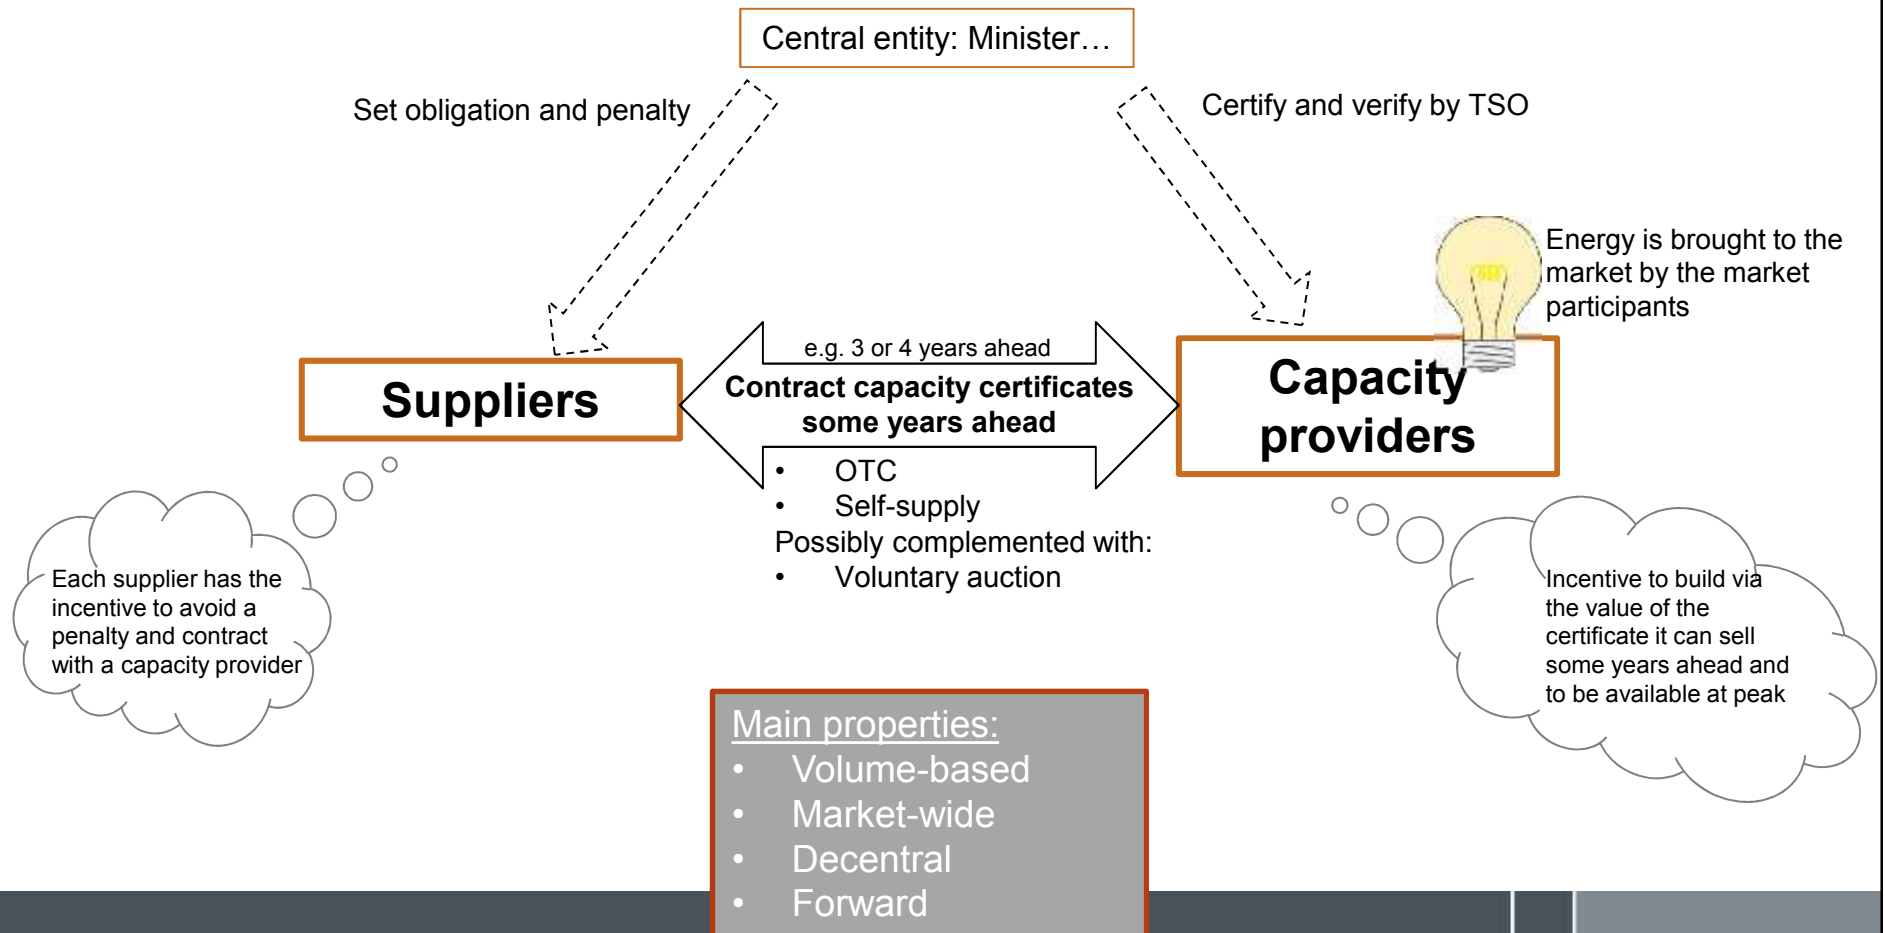 Central entity: Minister…
Set obligation and penalty
Certify and verify by TSO
Energy is brought to the
market by the market
participants
Suppliers
e.g. 3 or 4 years ahead
Contract capacity certificates
some years ahead
Capacity
providers
• OTC
• Self-supply
Possibly complemented with:
• Voluntary auction
Each supplier has the
incentive to avoid a
penalty and contract
with a capacity provider
Incentive to build via
the value of the
certificate it can sell
some years ahead and
to be available at peak
Main properties:
• Volume-based
• Market-wide
• Decentral
• Forward